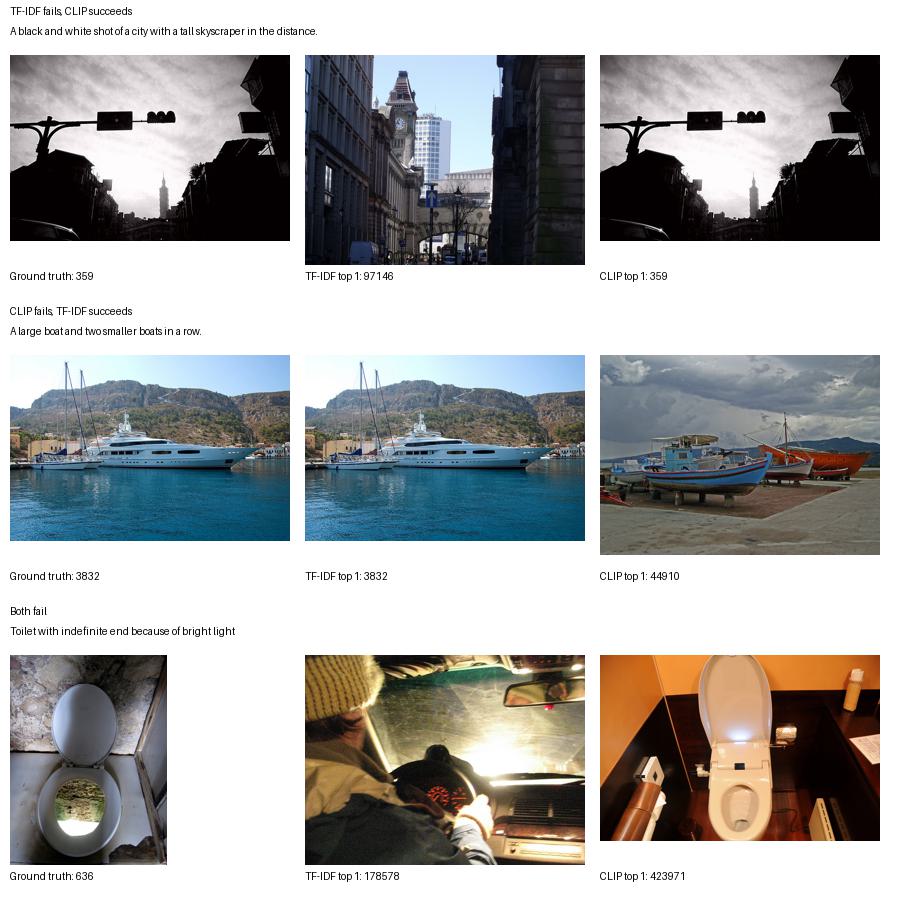 TF-IDF fails, CLIP succeeds
A black and white shot of a city with a tall skyscraper in the distance.
Ground truth: 359
TF-IDF top 1: 97146
CLIP top 1: 359
CLIP fails, TF-IDF succeeds
A large boat and two smaller boats in a row.
Ground truth: 3832
TF-IDF top 1: 3832
CLIP top 1: 44910
Both fail
Toilet with indefinite end because of bright light
Ground truth: 636
TF-IDF top 1: 178578
CLIP top 1: 423971